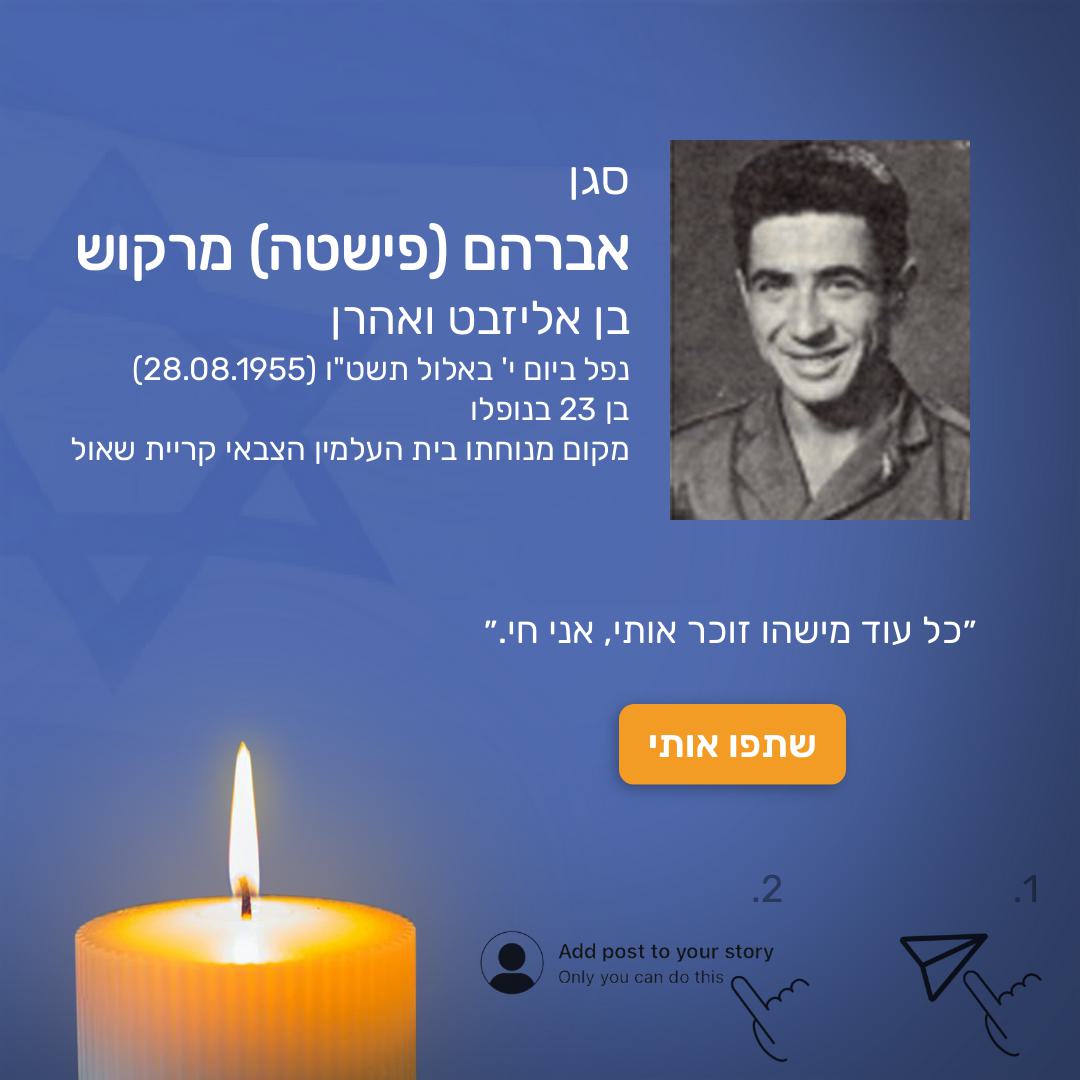 סגן
אברהם (פישטה) מרקוש
בן אליזבט ואהרן
נפל ביום י' באלול תשט"ו (28.08.1955)
בן 23 בנופלו
מקום מנוחתו בית העלמין הצבאי קריית שאול
״כל עוד מישהו זוכר אותי, אני חי.״
שתפו אותי
1.
2.
Add post to your story
Only you can do this